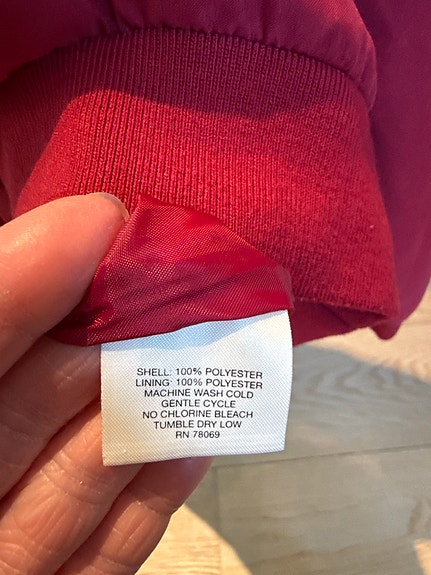 SHELL: 100% POLYESTER
LINING: 100% POLYESTER
MACHINE WASH COLD
GENTLE CYCLE
NO CHLORINE BLEACH
TUMBLE DRY LOW
RN 78069